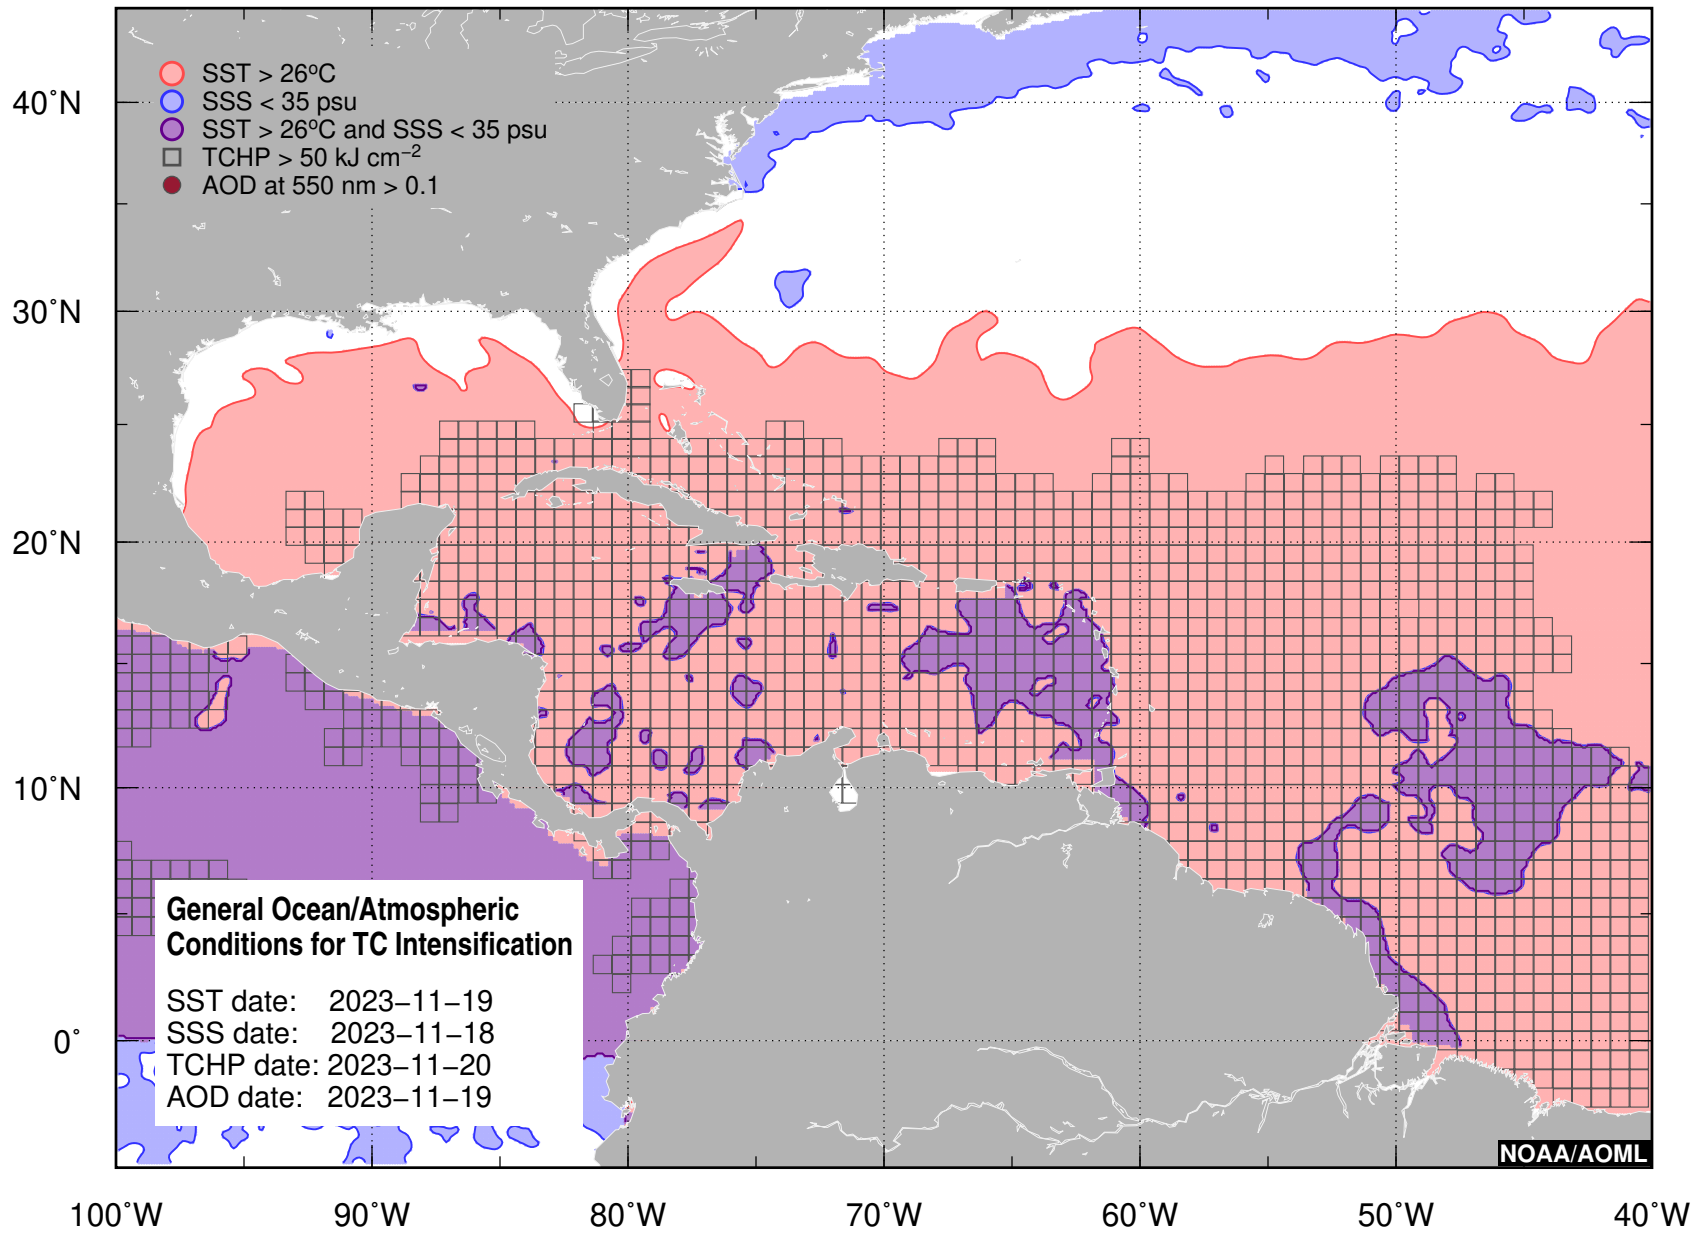 SST > 26°C
SSS < 35 psu
SST > 26°C and SSS < 35 psu
TCHP > 50 kJ cm⁻²
AOD at 550 nm > 0.1
40°N
30°N
20°N
10°N
0°
General Ocean/Atmospheric
Conditions for TC Intensification
SST date: 2023−11−19
SSS date: 2023−11−18
TCHP date: 2023−11−20
AOD date: 2023−11−19
NOAA/AOML
100°W 90°W 80°W 70°W 60°W 50°W 40°W